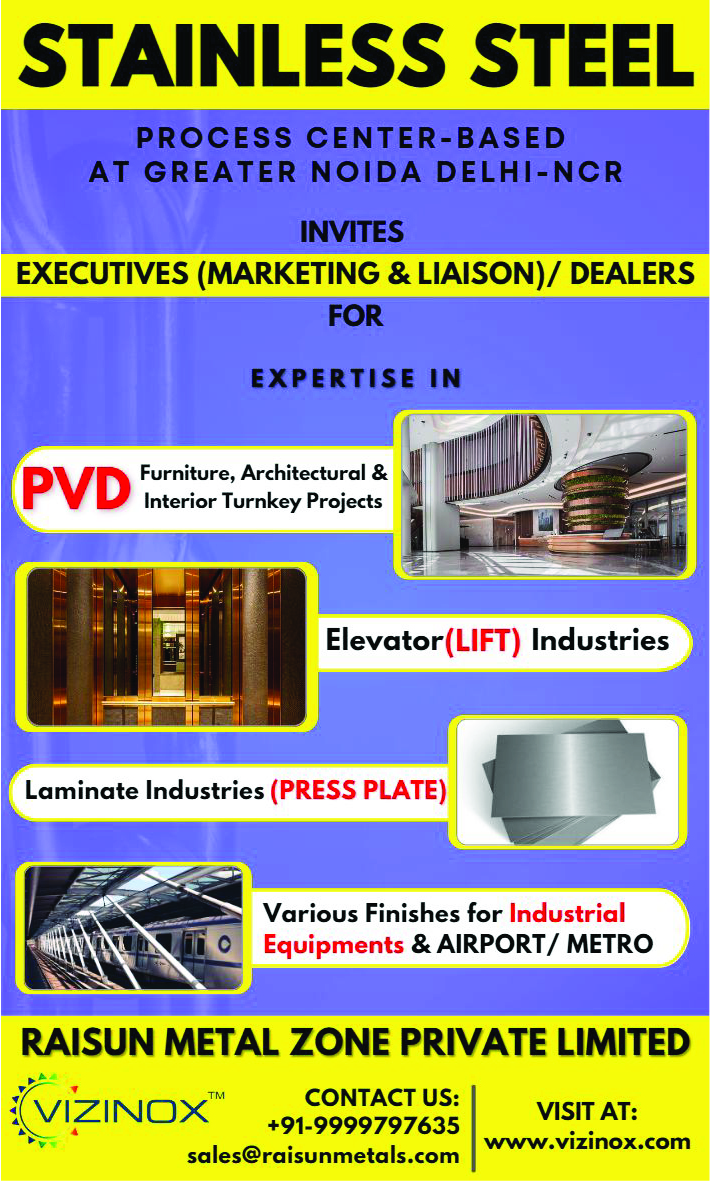 STAINLESS STEEL
PROCESS CENTER-BASED
AT GREATER NOIDA DELHI-NCR
INVITES
EXECUTIVES (MARKETING & LIAISON)/ DEALERS
FOR
EXPERTISE IN
PVD Furniture, Architectural &
Interior Turnkey Projects
Elevator(LIFT) Industries
Laminate Industries (PRESS PLATE)
Various Finishes for Industrial
Equipments & AIRPORT/ METRO
RAISUN METAL ZONE PRIVATE LIMITED
VIZINOX™
CONTACT US:
+91-9999797635
sales@raisunmetals.com
VISIT AT:
www.vizinox.com